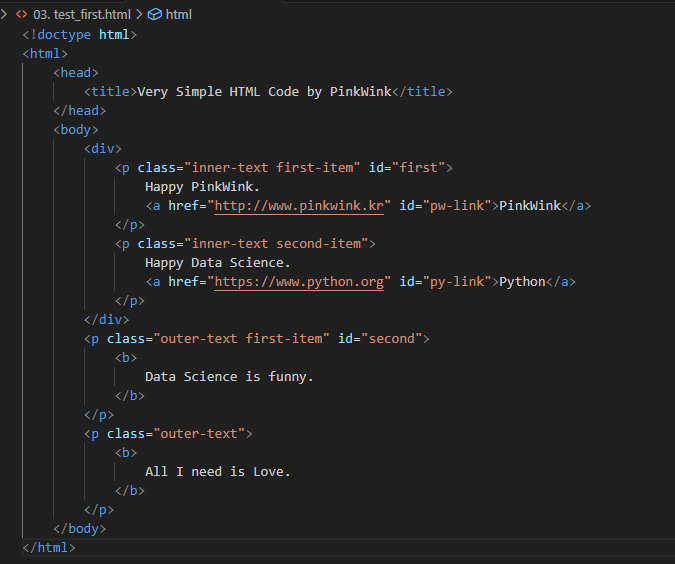 03. test_first.html > html
<!doctype html>
<html>
    <head>
        <title>Very Simple HTML Code by PinkWink</title>
    </head>
    <body>
        <div>
            <p class="inner-text first-item" id="first">
                Happy PinkWink.
                <a href="http://www.pinkwink.kr" id="pw-link">PinkWink</a>
            </p>
            <p class="inner-text second-item">
                Happy Data Science.
                <a href="https://www.python.org" id="py-link">Python</a>
            </p>
        </div>
        <p class="outer-text first-item" id="second">
            <b>
                Data Science is funny.
            </b>
        </p>
        <p class="outer-text">
            <b>
                All I need is Love.
            </b>
        </p>
    </body>
</html>